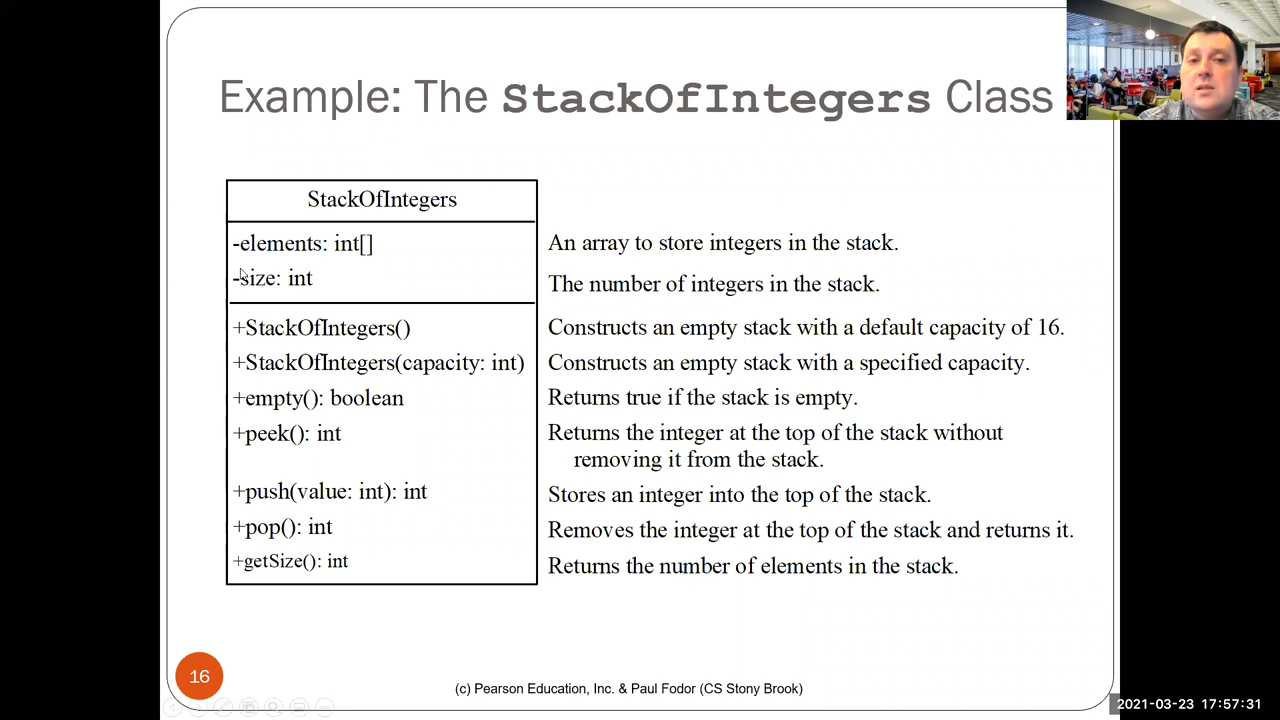 Example: The StackOfIntegers Class
StackOfIntegers
-elements: int[]
An array to store integers in the stack.
-size: int
The number of integers in the stack.
+StackOfIntegers()
Constructs an empty stack with a default capacity of 16.
+StackOfIntegers(capacity: int)
Constructs an empty stack with a specified capacity.
+empty(): boolean
Returns true if the stack is empty.
+peek(): int
Returns the integer at the top of the stack without
removing it from the stack.
+push(value: int): int
Stores an integer into the top of the stack.
+pop(): int
Removes the integer at the top of the stack and returns it.
+getSize(): int
Returns the number of elements in the stack.
16
(c) Pearson Education, Inc. & Paul Fodor (CS Stony Brook)
2021-03-23 17:57:31